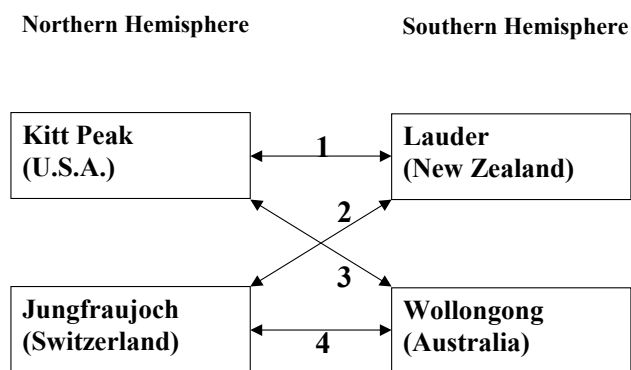 Northern Hemisphere
Southern Hemisphere
Kitt Peak
(U.S.A.)
1
Lauder
(New Zealand)
2
3
Jungfraujoch
(Switzerland)
4
Wollongong
(Australia)